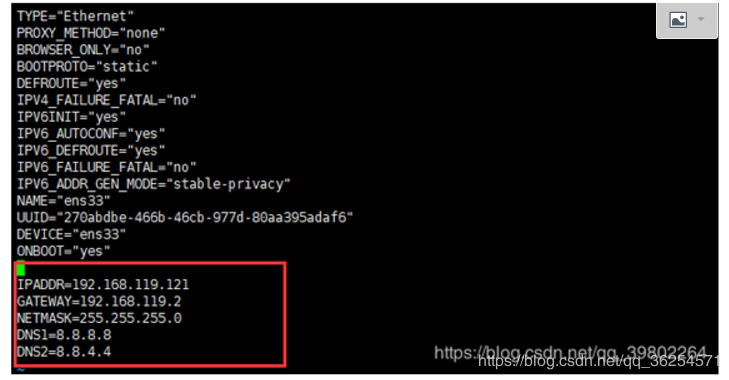 TYPE="Ethernet"
PROXY_METHOD="none"
BROWSER_ONLY="no"
BOOTPROTO="static"
DEFROUTE="yes"
IPV4_FAILURE_FATAL="no"
IPV6INIT="yes"
IPV6_AUTOCONF="yes"
IPV6_DEFROUTE="yes"
IPV6_FAILURE_FATAL="no"
IPV6_ADDR_GEN_MODE="stable-privacy"
NAME="ens33"
UUID="270abdbe-466b-46cb-977d-80aa395adaf6"
DEVICE="ens33"
ONBOOT="yes"
IPADDR=192.168.119.121
GATEWAY=192.168.119.2
NETMASK=255.255.255.0
DNS1=8.8.8.8
DNS2=8.8.4.4
~
https://blog.csdn.net/qq_39802264
https://blog.csdn.net/qq_36254571